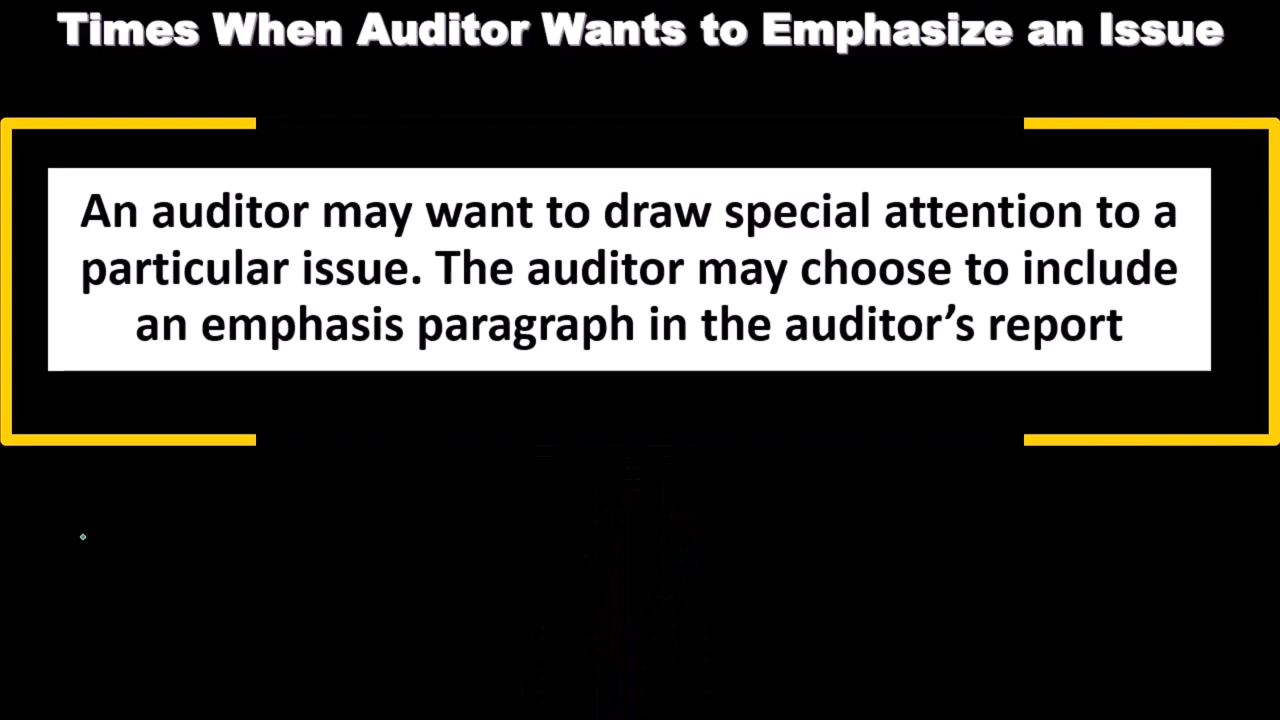 Times When Auditor Wants to Emphasize an Issue
An auditor may want to draw special attention to a
particular issue. The auditor may choose to include
an emphasis paragraph in the auditor’s report